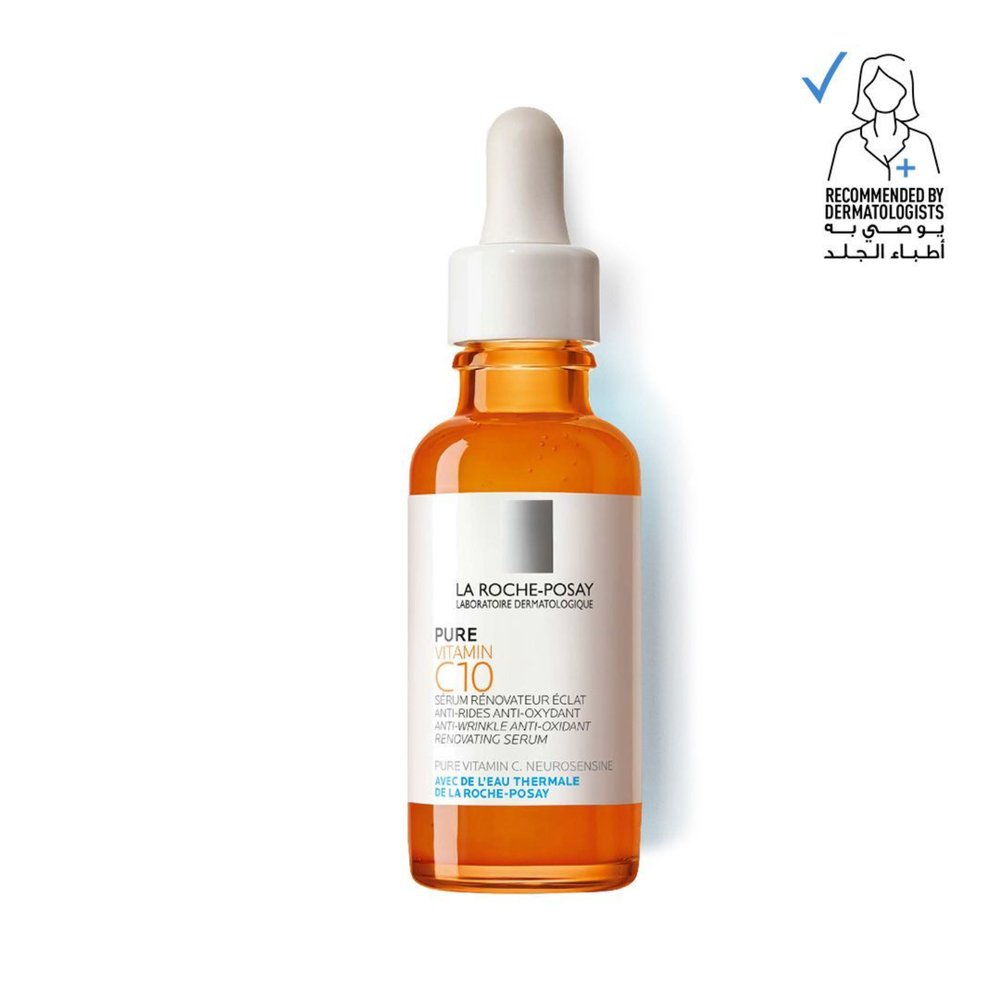 RECOMMENDED BY
DERMATOLOGISTS
يوصي به
أطباء الجلد
LA ROCHE-POSAY
LABORATOIRE DERMATOLOGIQUE
PURE
VITAMIN
C10
SÉRUM RÉNOVATEUR ÉCLAT
ANTI-RIDES ANTI-OXYDANT
ANTI-WRINKLE ANTI-OXIDANT
RENOVATING SERUM
PURE VITAMIN C. NEUROSENSINE
AVEC DE L'EAU THERMALE
DE LA ROCHE-POSAY